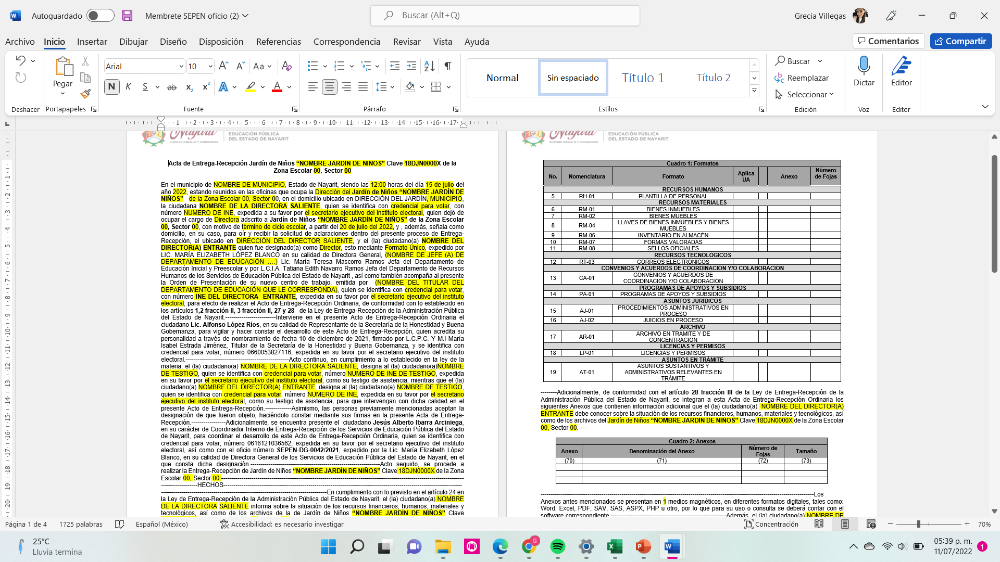 Autoguardado
Membrete SEPEN oficio (2)
Buscar (Alt+Q)
Grecia Villegas
Archivo Inicio Insertar Dibujar Diseño Disposición Referencias Correspondencia Revisar Vista Ayuda
Comentarios
Compartir
Pegar
Arial
10
Aa
N K S ab x₂ x² A A
Normal
Sin espaciado
Título 1
Título 2
Buscar
Reemplazar
Seleccionar
Dictar
Editor
Deshacer
Portapapeles
Fuente
Párrafo
Estilos
Edición
Voz
Editor
Nayarit
NUESTRO ORGULLO Y COMPROMISO
EDUCACIÓN PÚBLICA
DEL ESTADO DE NAYARIT
Acta de Entrega-Recepción Jardín de Niños “NOMBRE JARDÍN DE NIÑOS” Clave 18DJN0000X de la
Zona Escolar 00, Sector 00
En el municipio de NOMBRE DE MUNICIPIO, Estado de Nayarit, siendo las 12:00 horas del día 15 de julio del
año 2022, estando reunidos en las oficinas que ocupa la Dirección del Jardín de Niños “NOMBRE JARDÍN DE
NIÑOS” de la Zona Escolar 00, Sector 00, en el domicilio ubicado en DIRECCIÓN DEL JARDÍN, MUNICIPIO,
la ciudadana NOMBRE DE LA DIRECTORA SALIENTE, quien se identifica con credencial para votar, con
número NUMERO DE INE, expedida a su favor por el secretario ejecutivo del instituto electoral, quien dejó de
ocupar el cargo de Directora adscrito a Jardín de Niños “NOMBRE JARDÍN DE NIÑOS” de la Zona Escolar
00, Sector 00, con motivo de término de ciclo escolar, a partir del 20 de julio del 2022, y , además, señala como
domicilio, en su caso, para oír y recibir la solicitud de aclaraciones dentro del presente proceso de Entrega-
Recepción, el ubicado en DIRECCIÓN DEL DIRECTOR SALIENTE, y el (la) ciudadano(a) NOMBRE DEL
DIRECTOR(A) ENTRANTE quien fue designado(a) como Director, esto mediante Formato Único, expedido por
LIC. MARÍA ELIZABETH LÓPEZ BLANCO en su calidad de Directora General, (NOMBRE DE JEFE (A) DE
DEPARTAMENTO DE EDUCACIÓN ….) Lic. María Teresa Mascorro Ramos Jefa del Departamento de
Educación Inicial y Preescolar y por L.C.I.A. Tatiana Edith Navarro Ramos Jefa del Departamento de Recursos
Humanos de los Servicios de Educación Pública del Estado de Nayarit , así como también acompaña al presente
la Orden de Presentación de su nuevo centro de trabajo, emitida por (NOMBRE DEL TITULAR DEL
DEPARTAMENTO DE EDUCACIÓN QUE LE CORRESPONDA), quien se identifica con credencial para votar,
con número INE DEL DIRECTORA ENTRANTE, expedida en su favor por el secretario ejecutivo del instituto
electoral, para efecto de realizar el Acto de Entrega-Recepción Ordinaria, de conformidad con lo establecido en
los artículos 1,2 fracción II, 3 fracción II, 27 y 28 de la Ley de Entrega-Recepción de la Administración Pública
del Estado de Nayarit.-------------------------Interviene en el presente Acto de Entrega-Recepción Ordinaria el
ciudadano Lic. Alfonso López Ríos, en su calidad de Representante de la Secretaría de la Honestidad y Buena
Gobernanza, para vigilar y hacer constar el desarrollo de este Acto de Entrega-Recepción, quien acredita su
personalidad a través de nombramiento de fecha 10 de diciembre de 2021, firmado por L.C.P.C. Y M.I María
Isabel Estrada Jiménez, Titular de la Secretaría de la Honestidad y Buena Gobernanza, y se identifica con
credencial para votar, número 0660053827116, expedida en su favor por el secretario ejecutivo del instituto
electoral.---------------------------------------------------Acto continuo, en cumplimiento a lo establecido en la ley de la
materia, el (la) ciudadano(a) NOMBRE DE LA DIRECTORA SALIENTE, designa al (la) ciudadano(a)NOMBRE
DE TESTIGO, quien se identifica con credencial para votar, número NUMERO DE INE DE TESTIGO, expedida
en su favor por el secretario ejecutivo del instituto electoral, como su testigo de asistencia; mientras que el (la)
ciudadano(a) NOMBRE DEL DIRECTOR(A) ENTRANTE, designa al (la) ciudadano(a) NOMBRE DE TESTIGO,
quien se identifica con credencial para votar, número NUMERO DE INE, expedida en su favor por el secretario
ejecutivo del instituto electoral, como su testigo de asistencia; para que intervengan con dicha calidad en el
presente Acto de Entrega-Recepción.-------------Asimismo, las personas previamente mencionadas aceptan la
designación de que fueron objeto, haciéndolo constar mediante sus firmas en la presente Acta de Entrega-
Recepción.-----------------Adicionalmente, se encuentra presente el ciudadano Jesús Alberto Ibarra Arciniega,
en su carácter de Coordinador Interno de Entrega-Recepción de los Servicios de Educación Pública del Estado
de Nayarit, para coordinar el desarrollo de este Acto de Entrega-Recepción Ordinaria, quien se identifica con
credencial para votar, número 0616121036562, expedida en su favor por el secretario ejecutivo del instituto
electoral, así como con el oficio número SEPEN-DG-0042/2021, expedido por la Lic. María Elizabeth López
Blanco, en su calidad de Directora General de los Servicios de Educación Pública del Estado de Nayarit, en el
que consta dicha designación.----------------------------------------------------------------Acto seguido, se procede a
realizar la Entrega-Recepción de Jardín de Niños “NOMBRE JARDÍN DE NIÑOS” Clave 18DJN0000X de la Zona
Escolar 00, Sector 00:------------------------------------------------------------
------------------HECHOS------------------------------------------------------------
------------------------------------------------------------En cumplimiento con lo previsto en el artículo 24 en
la Ley de Entrega-Recepción de la Administración Pública del Estado de Nayarit, el (la) ciudadano(a) NOMBRE
DE LA DIRECTORA SALIENTE informa sobre la situación de los recursos financieros, humanos, materiales y
tecnológicos, así como de los archivos de la de Jardín de Niños “NOMBRE JARDÍN DE NIÑOS” Clave
Nayarit
NUESTRO ORGULLO Y COMPROMISO
EDUCACIÓN PÚBLICA
DEL ESTADO DE NAYARIT
Cuadro 1: Formatos
No. Nomenclatura Formato Aplica UA Anexo Número de Fojas
RECURSOS HUMANOS
5 RH-01 PLANTILLA DE PERSONAL
RECURSOS MATERIALES
6 RM-01 BIENES INMUEBLES
7 RM-02 BIENES MUEBLES
8 RM-04 LLAVES DE BIENES INMUEBLES Y BIENES MUEBLES
9 RM-06 INVENTARIO EN ALMACÉN
10 RM-07 FORMAS VALORADAS
11 RM-08 SELLOS OFICIALES
RECURSOS TECNOLÓGICOS
12 RT-03 CORREOS ELECTRÓNICOS
CONVENIOS Y ACUERDOS DE COORDINACIÓN Y/O COLABORACIÓN
13 CA-01 CONVENIOS Y ACUERDOS DE COORDINACIÓN Y/O COLABORACIÓN
PROGRAMAS DE APOYOS Y SUBSIDIOS
14 PA-01 PROGRAMAS DE APOYOS Y SUBSIDIOS
ASUNTOS JURÍDICOS
15 AJ-01 PROCEDIMIENTOS ADMINISTRATIVOS EN PROCESO
16 AJ-02 JUICIOS EN PROCESO
ARCHIVO
17 AR-01 ARCHIVO EN TRÁMITE Y DE CONCENTRACIÓN
LICENCIAS Y PERMISOS
18 LP-01 LICENCIAS Y PERMISOS
ASUNTOS EN TRÁMITE
19 AT-01 ASUNTOS SUSTANTIVOS Y ADMINISTRATIVOS RELEVANTES EN TRÁMITE
--------Adicionalmente, de conformidad con el artículo 28 fracción III de la Ley de Entrega-Recepción de la
Administración Pública del Estado de Nayarit, se integran a esta Acta de Entrega-Recepción Ordinaria los
siguientes Anexos que contienen información adicional que el (la) ciudadano(a) NOMBRE DEL DIRECTOR(A)
ENTRANTE debe conocer sobre la situación de los recursos financieros, humanos, materiales y tecnológicos, así
como de los archivos del Jardín de Niños “NOMBRE JARDÍN DE NIÑOS” Clave 18DJN0000X de la Zona Escolar
00, Sector 00.----
Cuadro 2: Anexos
Anexo Denominación del Anexo Número de Fojas Tamaño
(70) (71) (72) (73)
------------------------------------------------------------Los
Anexos antes mencionados se presentan en 1 medios magnéticos, en diferentes formatos digitales, tales como:
Word, Excel, PDF, SAV, SAS, ASPX, PHP u otro, por lo que para su uso o consulta se deberá contar con el
software correspondiente.---------------------------------------------------------Además, el (la) ciudadano(a) NOMBRE DE
Página 1 de 4
1725 palabras
Español (México)
Accesibilidad: es necesario investigar
Concentración
70%
25°C
Lluvia termina
05:39 p. m.
11/07/2022
1